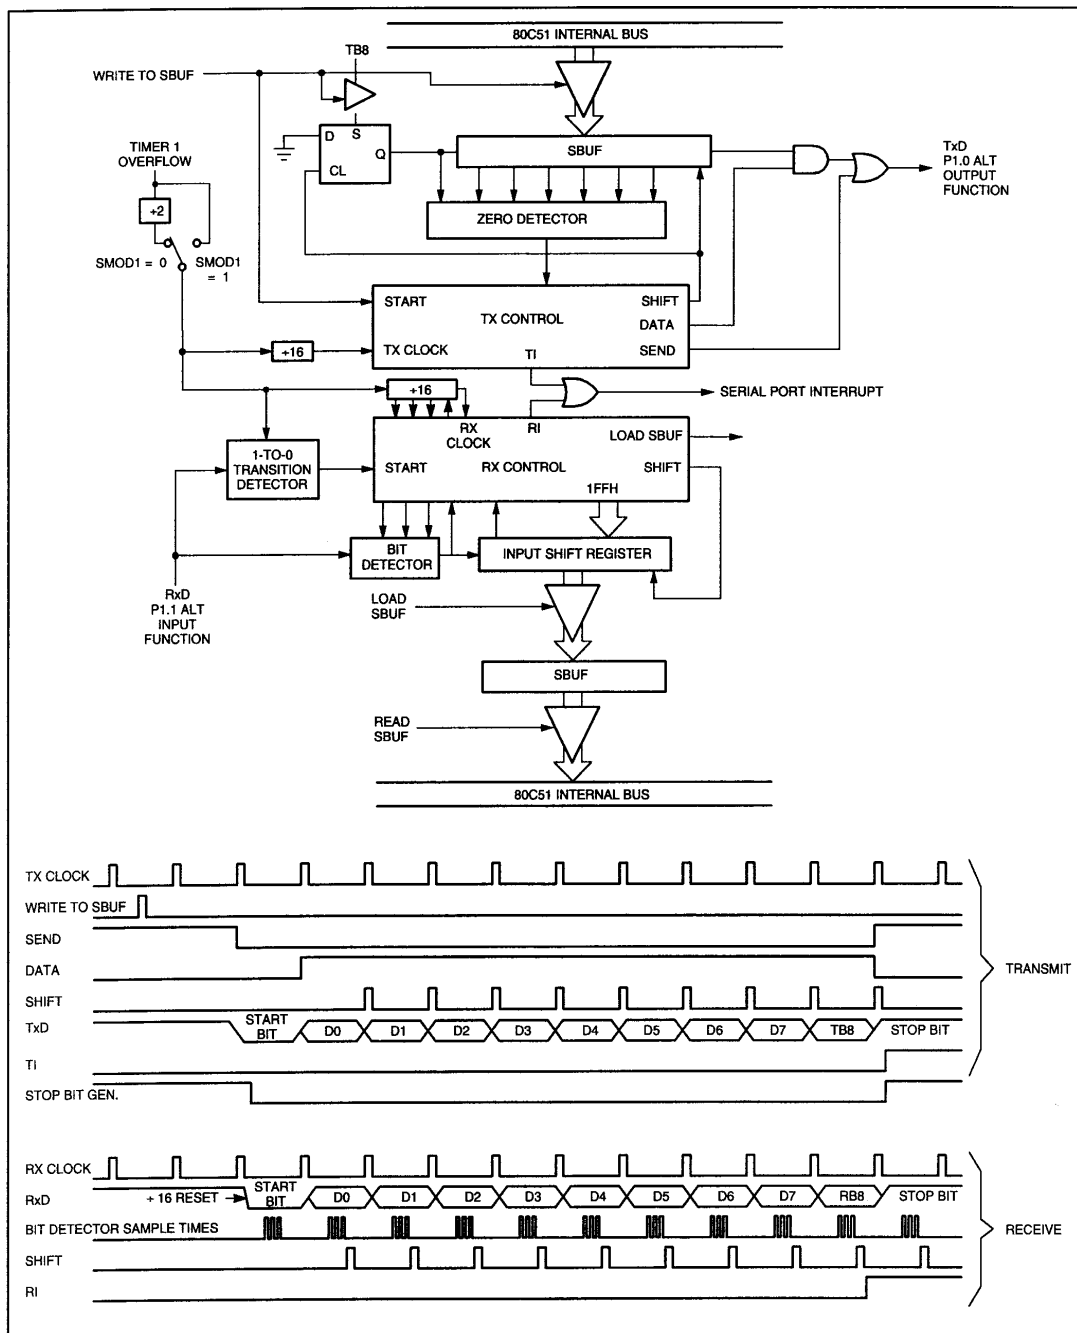 80C51 INTERNAL BUS
TB8
WRITE TO SBUF
D
S
Q
CL
SBUF
TxD
P1.0 ALT
OUTPUT
FUNCTION
TIMER 1
OVERFLOW
÷2
SMOD1 = 0
SMOD1
= 1
ZERO DETECTOR
START
SHIFT
TX CONTROL
DATA
TX CLOCK
TI
SEND
÷16
÷16
SERIAL PORT INTERRUPT
RX
CLOCK
RI
LOAD SBUF
1-TO-0
TRANSITION
DETECTOR
START
RX CONTROL
SHIFT
1FFH
BIT
DETECTOR
INPUT SHIFT REGISTER
RxD
P1.1 ALT
INPUT
FUNCTION
LOAD
SBUF
SBUF
READ
SBUF
80C51 INTERNAL BUS
TX CLOCK
WRITE TO SBUF
SEND
DATA
TRANSMIT
SHIFT
TxD
START
BIT
D0 D1 D2 D3 D4 D5 D6 D7 TB8 STOP BIT
TI
STOP BIT GEN.
RX CLOCK
RxD
÷ 16 RESET
START
BIT
D0 D1 D2 D3 D4 D5 D6 D7 RB8 STOP BIT
BIT DETECTOR SAMPLE TIMES
RECEIVE
SHIFT
RI